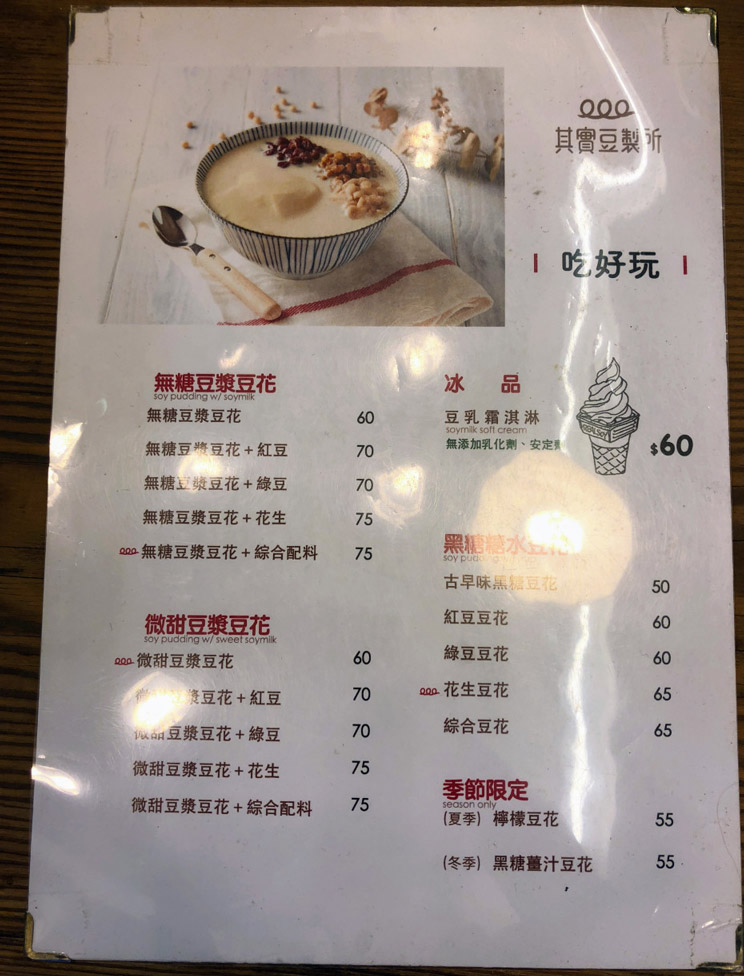 其實豆製所
吃好玩
無糖豆漿豆花
soy pudding w/ soymilk
無糖豆漿豆花 60
無糖豆漿豆花+紅豆 70
無糖豆漿豆花+綠豆 70
無糖豆漿豆花+花生 75
無糖豆漿豆花+綜合配料 75
微甜豆漿豆花
soy pudding w/ sweet soymilk
微甜豆漿豆花 60
微甜豆漿豆花+紅豆 70
微甜豆漿豆花+綠豆 70
微甜豆漿豆花+花生 75
微甜豆漿豆花+綜合配料 75
冰品
豆乳霜淇淋
soymilk soft cream
無添加乳化劑、安定劑
$60
黑糖糖水豆花
soy pudding
古早味黑糖豆花 50
紅豆豆花 60
綠豆豆花 60
花生豆花 65
綜合豆花 65
季節限定
season only
(夏季) 檸檬豆花 55
(冬季) 黑糖薑汁豆花 55